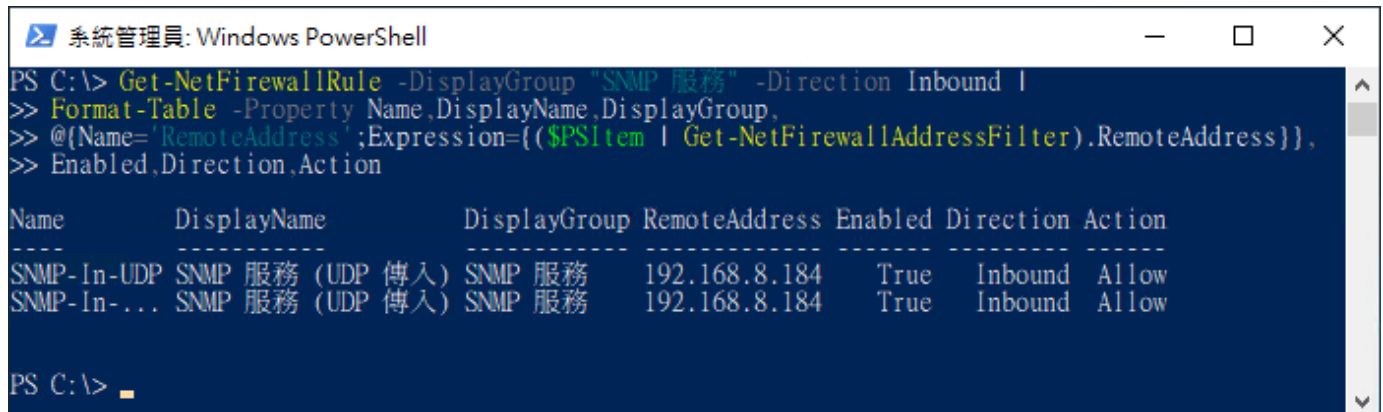 系統管理員: Windows PowerShell
PS C:\> Get-NetFirewallRule -DisplayGroup "SNMP 服務" -Direction Inbound |
>> Format-Table -Property Name,DisplayName,DisplayGroup,
>> @{Name='RemoteAddress';Expression={($PSItem | Get-NetFirewallAddressFilter).RemoteAddress}},
>> Enabled,Direction,Action
Name DisplayName DisplayGroup RemoteAddress Enabled Direction Action
---- ----------- ------------ ------------- ------- --------- ------
SNMP-In-UDP SNMP 服務 (UDP 傳入) SNMP 服務 192.168.8.184 True Inbound Allow
SNMP-In-... SNMP 服務 (UDP 傳入) SNMP 服務 192.168.8.184 True Inbound Allow
PS C:\>